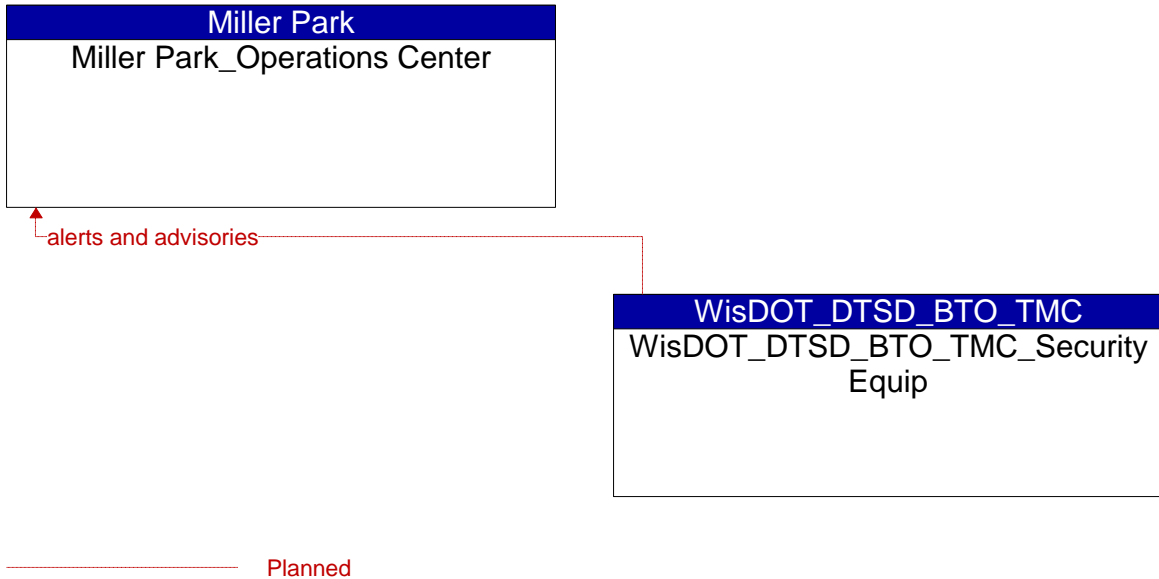 Miller Park
Miller Park_Operations Center
alerts and advisories
WisDOT_DTSD_BTO_TMC
WisDOT_DTSD_BTO_TMC_Security
Equip
Planned